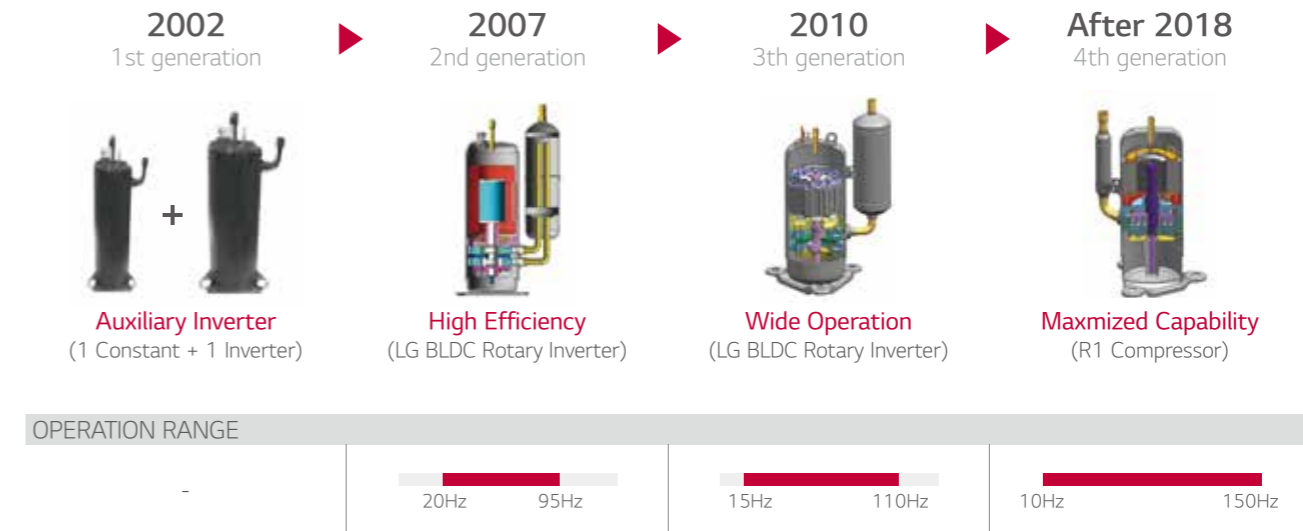 2002
1st generation
2007
2nd generation
2010
3th generation
After 2018
4th generation
+
Auxiliary Inverter
(1 Constant + 1 Inverter)
High Efficiency
(LG BLDC Rotary Inverter)
Wide Operation
(LG BLDC Rotary Inverter)
Maxmized Capability
(R1 Compressor)
OPERATION RANGE
-
20Hz 95Hz
15Hz 110Hz
10Hz 150Hz